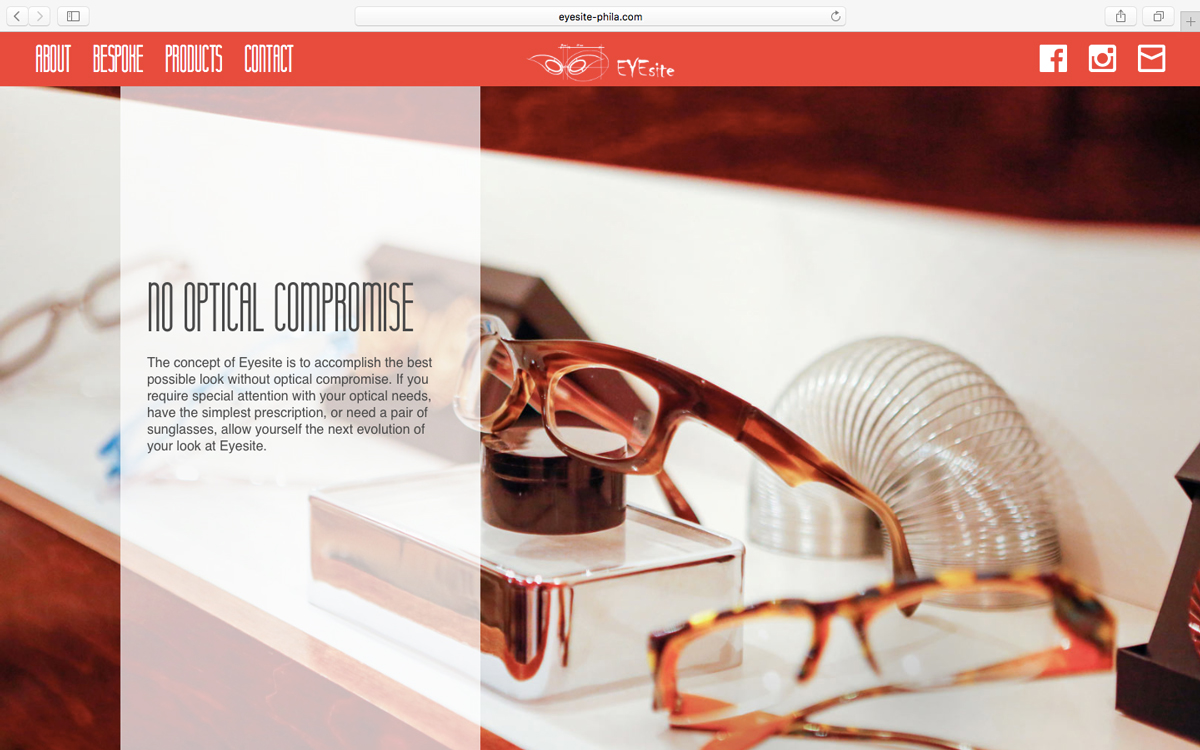 eyesite-phila.com
ABOUT BESPOKE PRODUCTS CONTACT
EYEsite
NO OPTICAL COMPROMISE
The concept of Eyesite is to accomplish the best
possible look without optical compromise. If you
require special attention with your optical needs,
have the simplest prescription, or need a pair of
sunglasses, allow yourself the next evolution of
your look at Eyesite.